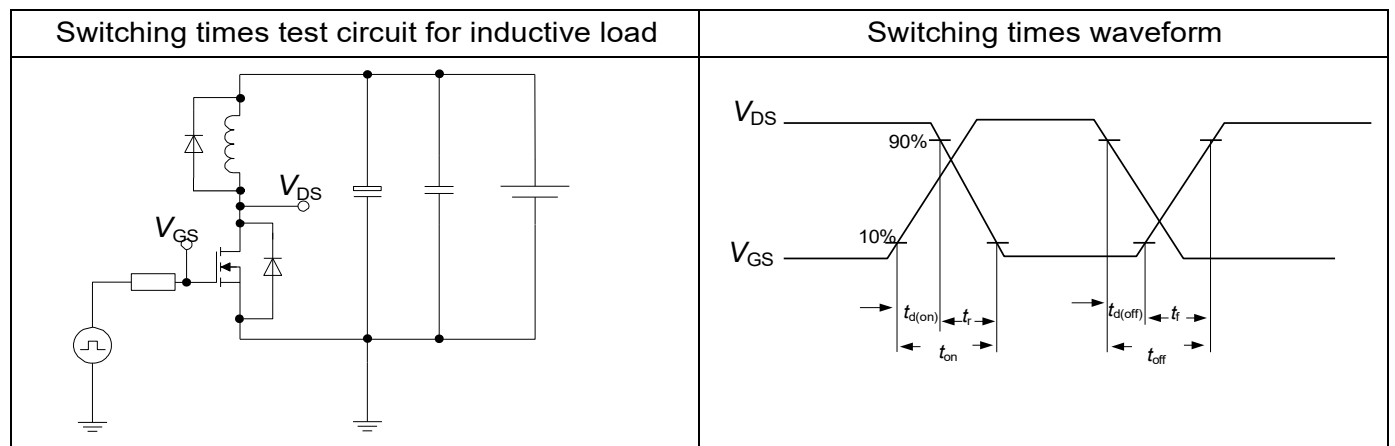 Switching times test circuit for inductive load
Switching times waveform
VDS
VGS
VDS
90%
10%
VGS
td(on)
tr
td(off)
tf
ton
toff